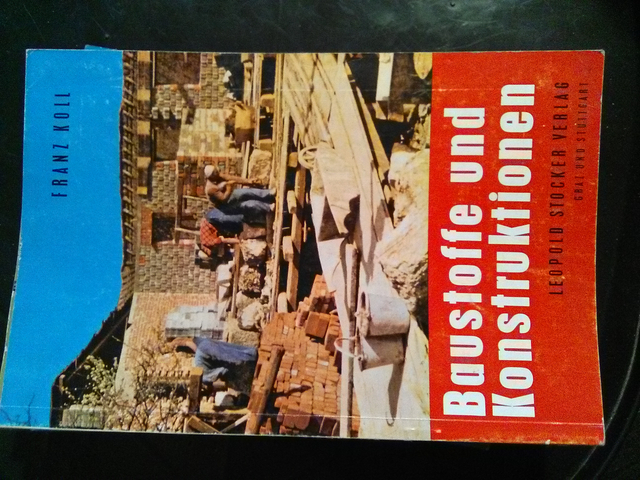 FRANZ KOLL
Baustoffe und
Konstruktionen
LEOPOLD STOCKER VERLAG
GRAZ UND STUTTGART